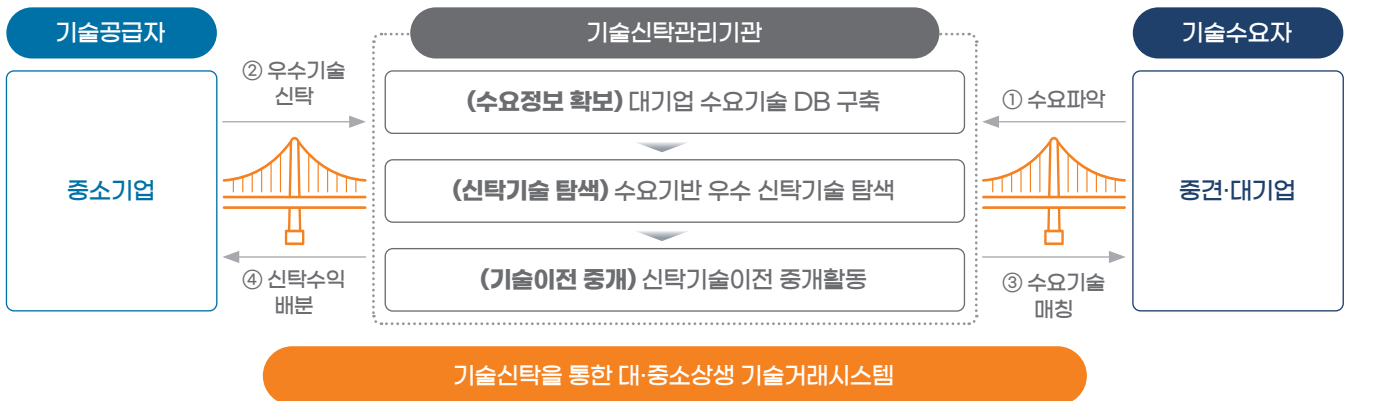 기술공급자
기술신탁관리기관
기술수요자
② 우수기술
신탁
(수요정보 확보) 대기업 수요기술 DB 구축
① 수요파악
중소기업
(신탁기술 탐색) 수요기반 우수 신탁기술 탐색
중견·대기업
④ 신탁수익
배분
(기술이전 중개) 신탁기술이전 중개활동
③ 수요기술
매칭
기술신탁을 통한 대·중소상생 기술거래시스템